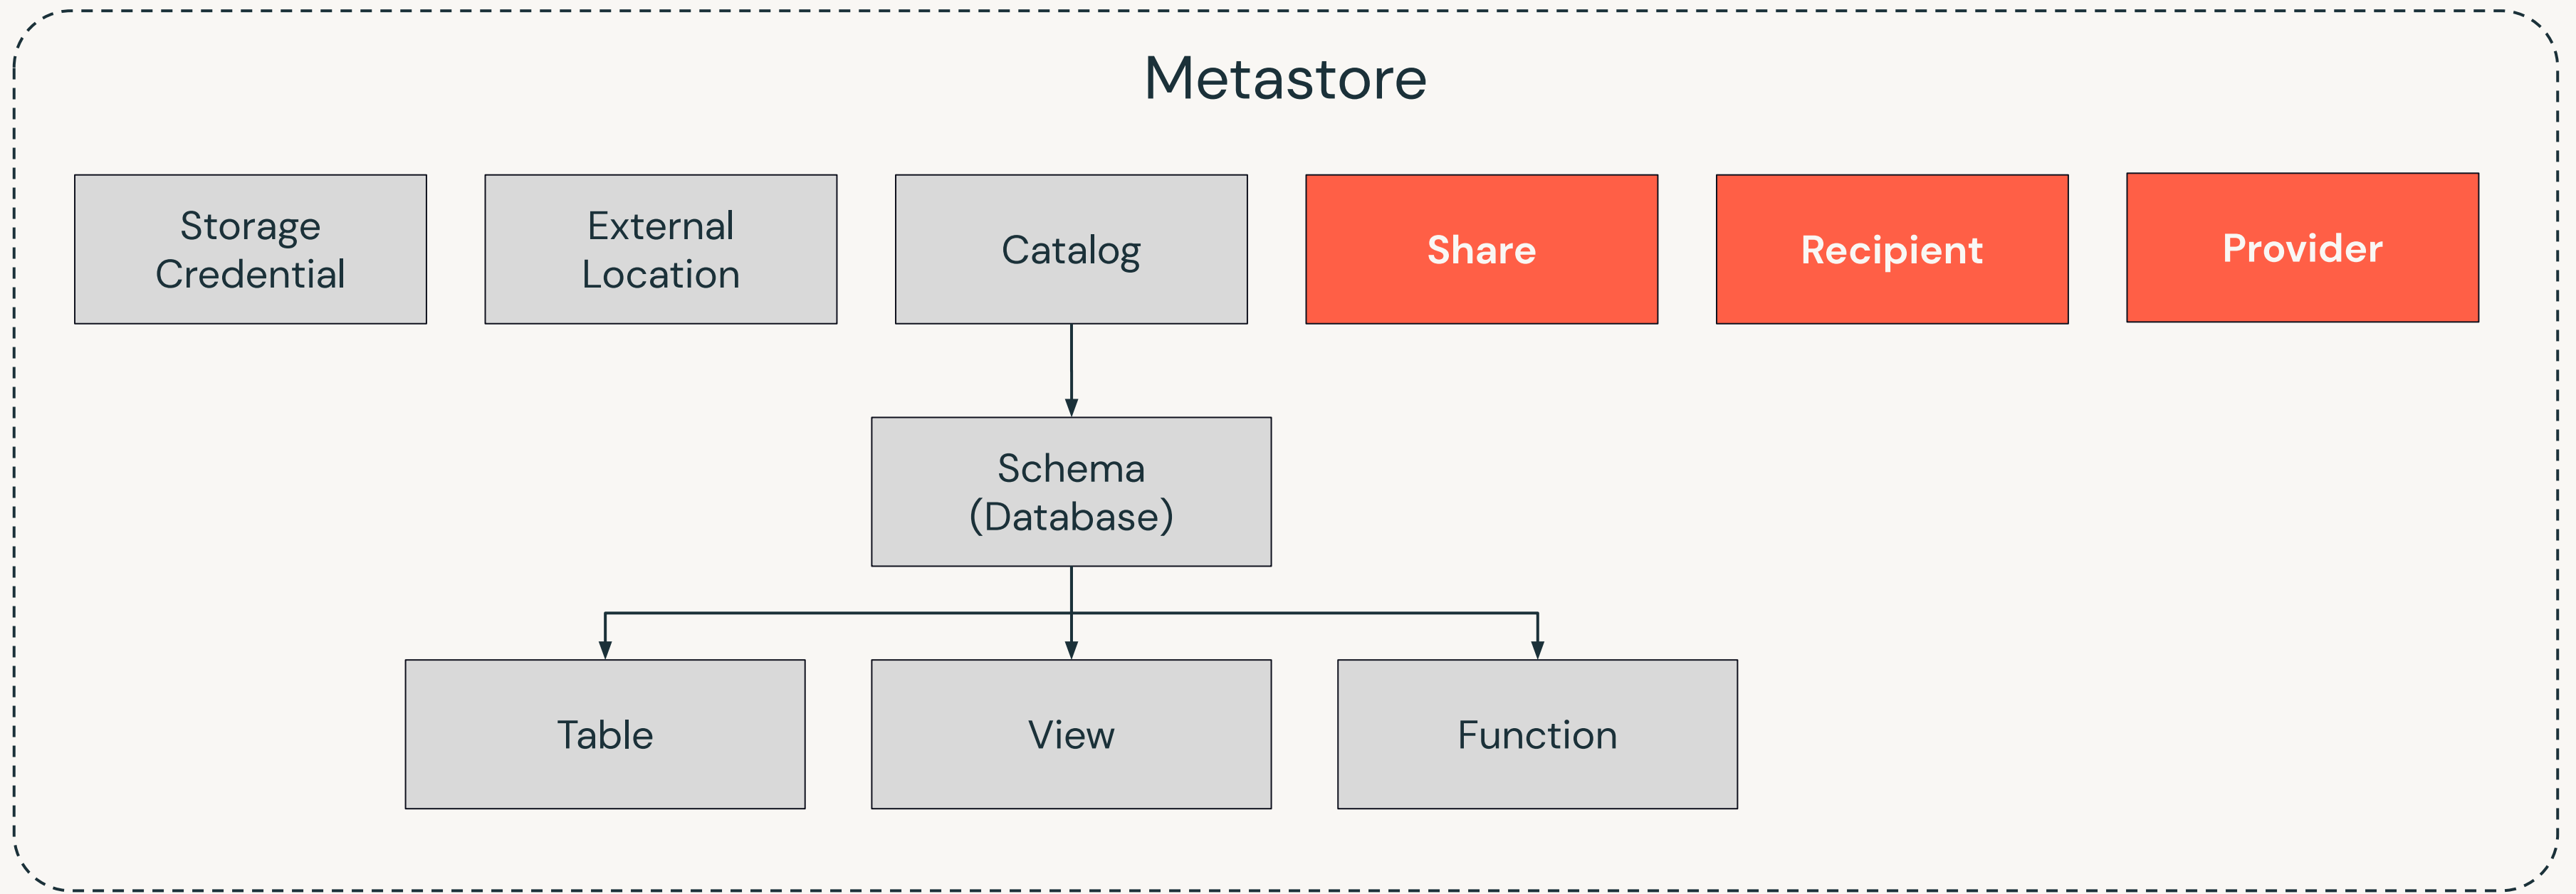 Metastore
Storage
Credential
External
Location
Catalog
Share
Recipient
Provider
Schema
(Database)
Table
View
Function